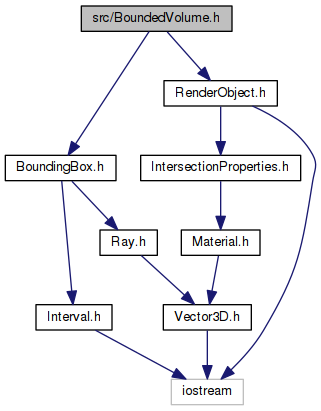 src/BoundedVolume.h
RenderObject.h
BoundingBox.h
IntersectionProperties.h
Ray.h
Material.h
Interval.h
Vector3D.h
iostream